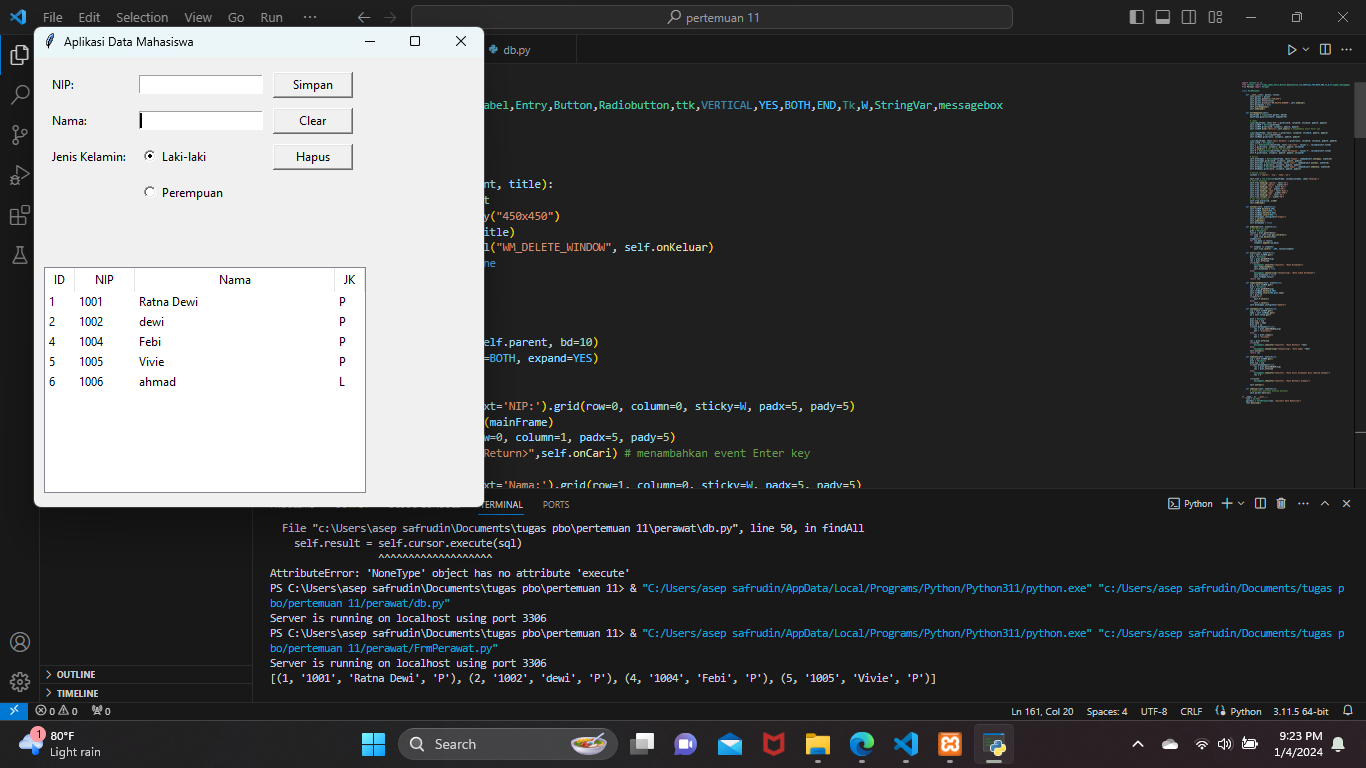 File Edit Selection View Go Run ··· pertemuan 11
Aplikasi Data Mahasiswa
NIP: Simpan
Nama: Clear
Jenis Kelamin: Laki-laki Hapus
Perempuan
ID NIP Nama JK
1 1001 Ratna Dewi P
2 1002 dewi P
4 1004 Febi P
5 1005 Vivie P
6 1006 ahmad L
db.py
abel,Entry,Button,Radiobutton,ttk,VERTICAL,YES,BOTH,END,Tk,W,StringVar,messagebox
nt, title):
t
y("450x450")
itle)
l("WM_DELETE_WINDOW", self.onKeluar)
ne
elf.parent, bd=10)
=BOTH, expand=YES)
xt='NIP:').grid(row=0, column=0, sticky=W, padx=5, pady=5)
(mainFrame)
w=0, column=1, padx=5, pady=5)
Return>",self.onCari) # menambahkan event Enter key
xt='Nama:').grid(row=1, column=0, sticky=W, padx=5, pady=5)
TERMINAL PORTS
Python
File "c:\Users\asep safrudin\Documents\tugas pbo\pertemuan 11\perawat\db.py", line 50, in findAll
self.result = self.cursor.execute(sql)
^^^^^^^^^^^^^^^^^^^
AttributeError: 'NoneType' object has no attribute 'execute'
PS C:\Users\asep safrudin\Documents\tugas pbo\pertemuan 11> & "C:/Users/asep safrudin/AppData/Local/Programs/Python/Python311/python.exe" "c:/Users/asep safrudin/Documents/tugas p
bo/pertemuan 11/perawat/db.py"
Server is running on localhost using port 3306
PS C:\Users\asep safrudin\Documents\tugas pbo\pertemuan 11> & "C:/Users/asep safrudin/AppData/Local/Programs/Python/Python311/python.exe" "c:/Users/asep safrudin/Documents/tugas p
bo/pertemuan 11/perawat/FrmPerawat.py"
Server is running on localhost using port 3306
[(1, '1001', 'Ratna Dewi', 'P'), (2, '1002', 'dewi', 'P'), (4, '1004', 'Febi', 'P'), (5, '1005', 'Vivie', 'P')]
OUTLINE
TIMELINE
0 0 0
Ln 161, Col 20 Spaces: 4 UTF-8 CRLF Python 3.11.5 64-bit
1
80°F
Light rain
Search
9:23 PM
1/4/2024